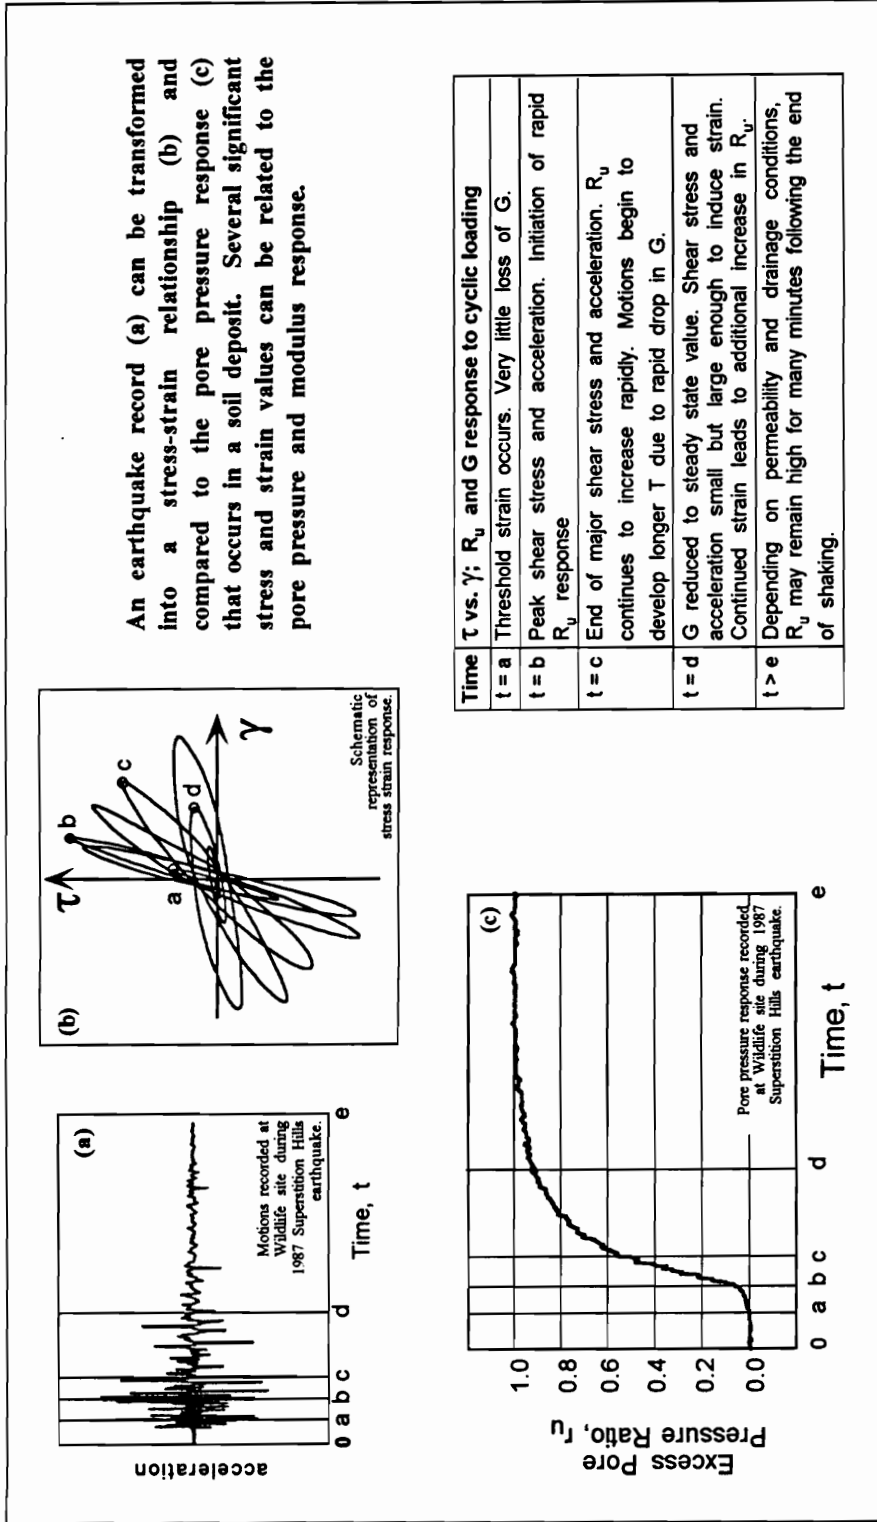 acceleration
(a)
Motions recorded at
Wildlife site during
1987 Superstition Hills
earthquake.
0 a b c d e
Time, t
(b)
τ
b
c
a
d
γ
Schematic
representation of
stress strain response.
An earthquake record (a) can be transformed
into a stress-strain relationship (b) and
compared to the pore pressure response (c)
that occurs in a soil deposit. Several significant
stress and strain values can be related to the
pore pressure and modulus response.
Excess Pore
Pressure Ratio, ru
1.0
0.8
0.6
0.4
0.2
0.0
(c)
Pore pressure response recorded
at Wildlife site during 1987
Superstition Hills earthquake.
0 a b c d e
Time, t
Time τ vs. γ; Ru and G response to cyclic loading
t = a Threshold strain occurs. Very little loss of G.
t = b Peak shear stress and acceleration. Initiation of rapid
Ru response
t = c End of major shear stress and acceleration. Ru
continues to increase rapidly. Motions begin to
develop longer T due to rapid drop in G.
t = d G reduced to steady state value. Shear stress and
acceleration small but large enough to induce strain.
Continued strain leads to additional increase in Ru.
t > e Depending on permeability and drainage conditions,
Ru may remain high for many minutes following the end
of shaking.